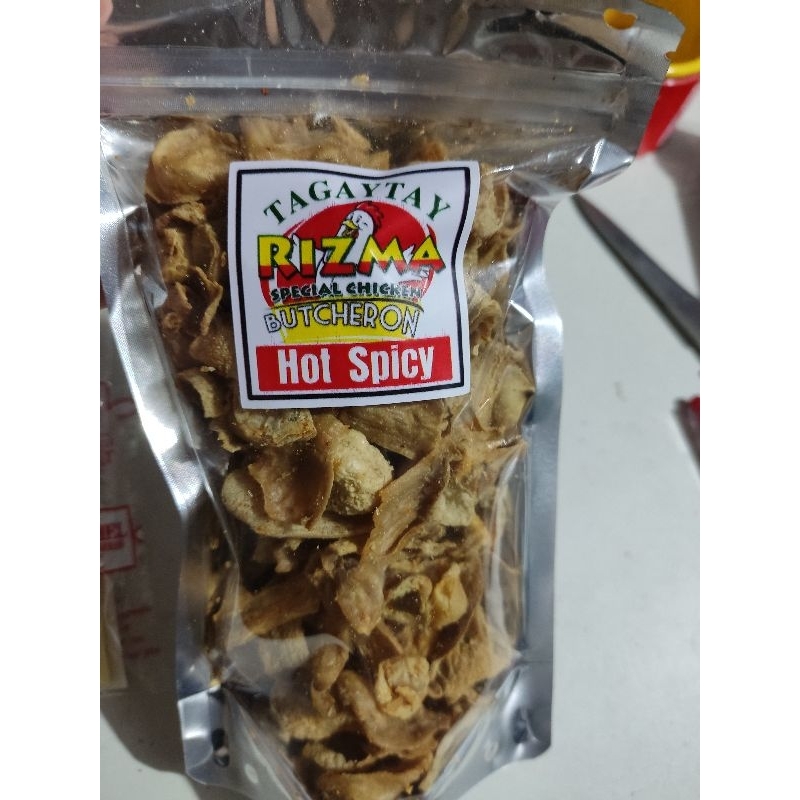 TAGAYTAY
RIZMA
SPECIAL CHICKEN
BUTCHERON
Hot Spicy